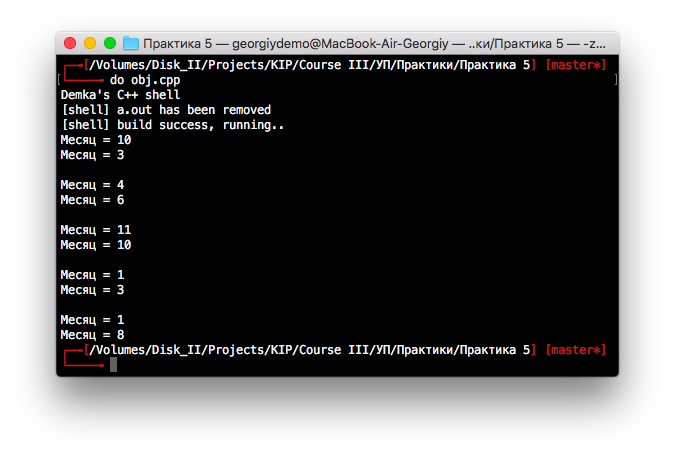 Практика 5 — georgiydemo@MacBook-Air-Georgiy — ..ки/Практика 5 — -z...
[/Volumes/Disk_II/Projects/KIP/Course III/УП/Практики/Практика 5] [master*]
do obj.cpp
Demka's C++ shell
[shell] a.out has been removed
[shell] build success, running..
Месяц = 10
Месяц = 3
Месяц = 4
Месяц = 6
Месяц = 11
Месяц = 10
Месяц = 1
Месяц = 3
Месяц = 1
Месяц = 8
[/Volumes/Disk_II/Projects/KIP/Course III/УП/Практики/Практика 5] [master*]